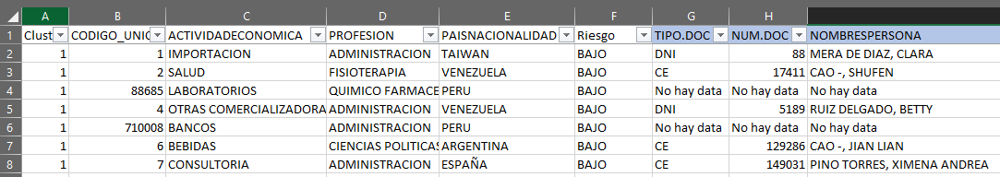 A B C D E F G H
1 Clust CODIGO_UNIC ACTIVIDADECONOMICA PROFESION PAISNACIONALIDAD Riesgo TIPO.DOC NUM.DOC NOMBRESPERSONA
2 1 1 IMPORTACION ADMINISTRACION TAIWAN BAJO DNI 88 MERA DE DIAZ, CLARA
3 1 2 SALUD FISIOTERAPIA VENEZUELA BAJO CE 17411 CAO -, SHUFEN
4 1 88685 LABORATORIOS QUIMICO FARMACE PERU BAJO No hay data No hay data No hay data
5 1 4 OTRAS COMERCIALIZADORA ADMINISTRACION VENEZUELA BAJO DNI 5189 RUIZ DELGADO, BETTY
6 1 710008 BANCOS ADMINISTRACION PERU BAJO No hay data No hay data No hay data
7 1 6 BEBIDAS CIENCIAS POLITICAS ARGENTINA BAJO CE 129286 CAO -, JIAN LIAN
8 1 7 CONSULTORIA ADMINISTRACION ESPAÑA BAJO CE 149031 PINO TORRES, XIMENA ANDREA